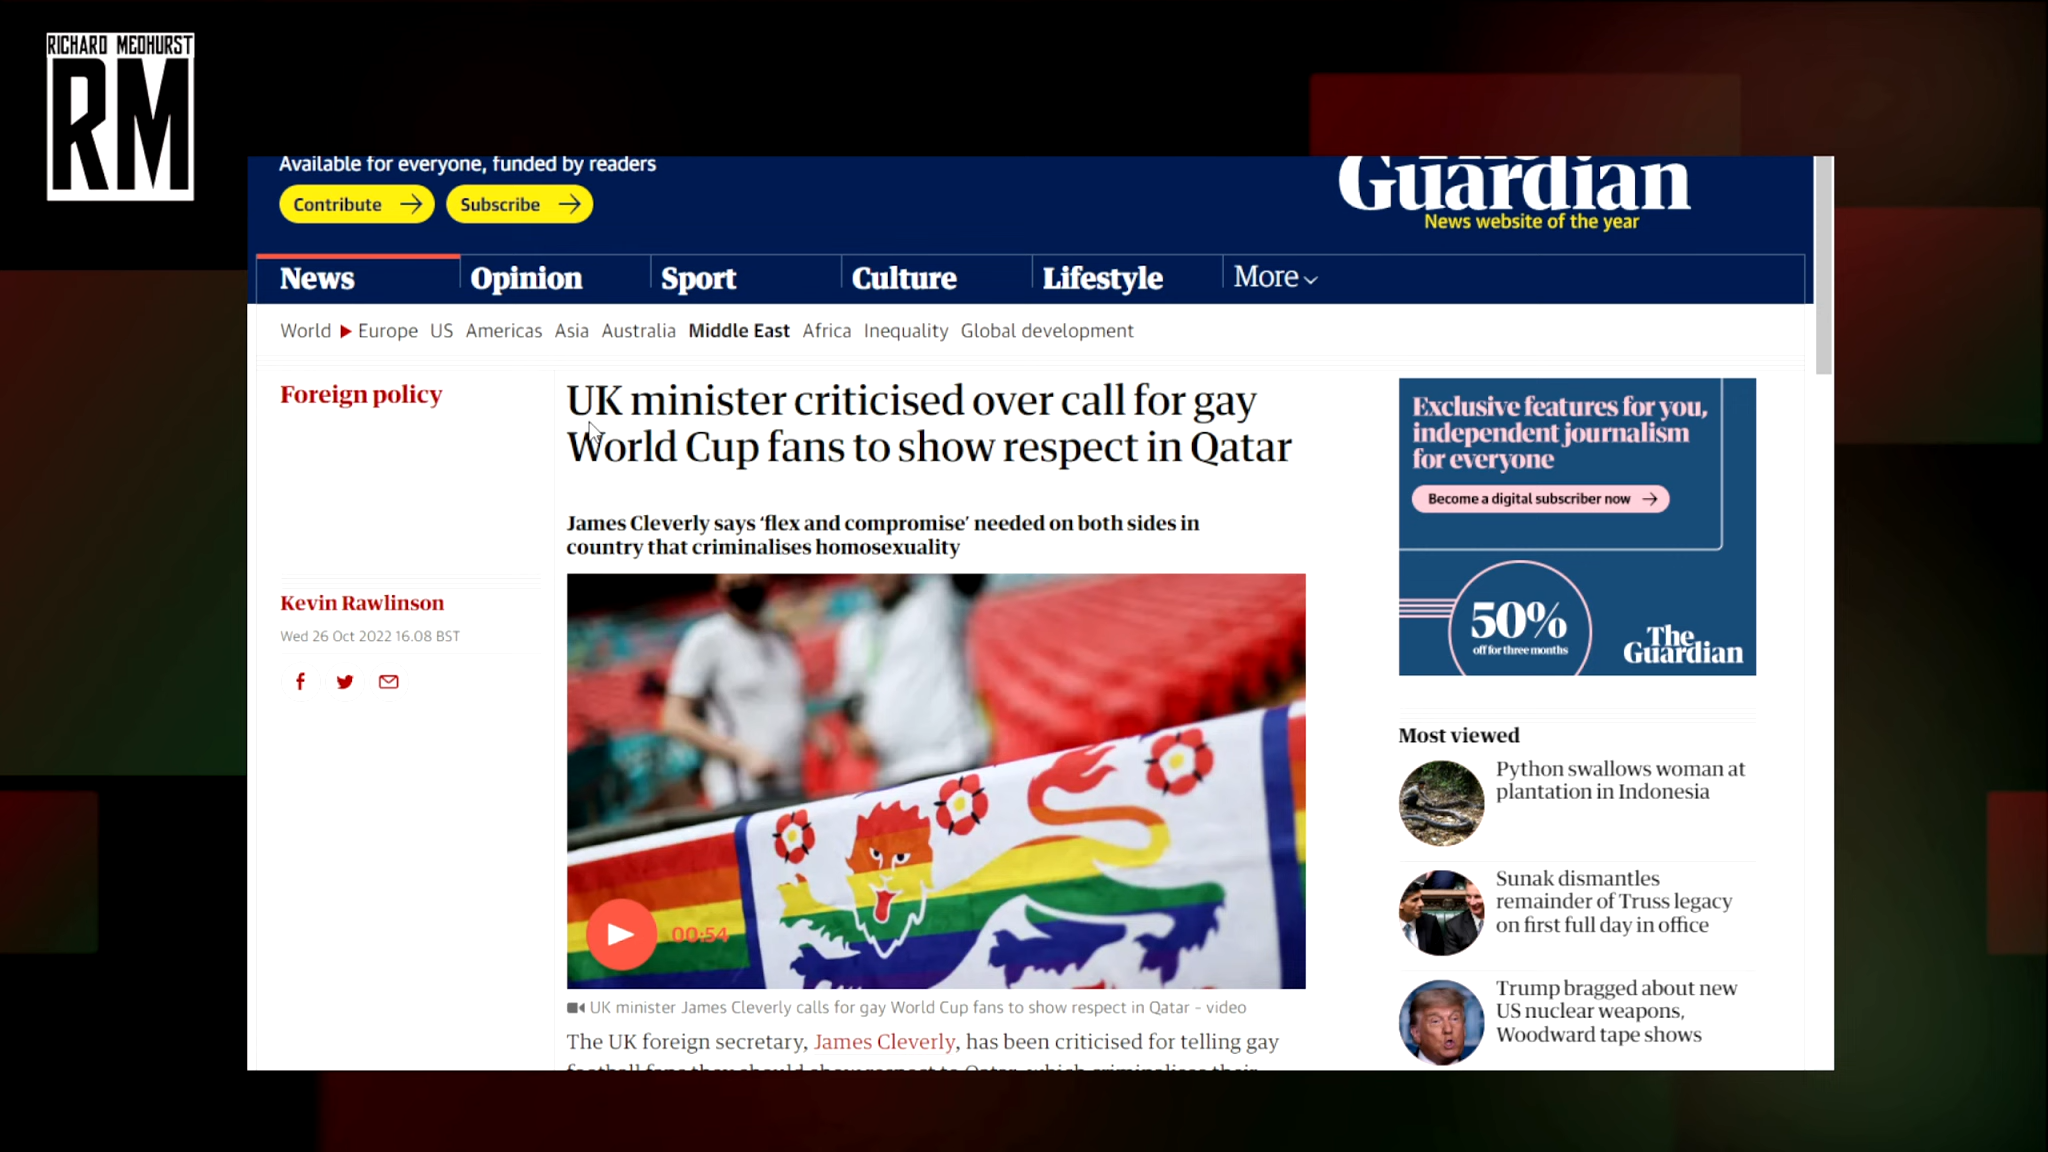 RICHARD MEDHURST
RM
Available for everyone, funded by readers
Contribute
Subscribe
Guardian
News website of the year
News
Opinion
Sport
Culture
Lifestyle
More
World
Europe
US
Americas
Asia
Australia
Middle East
Africa
Inequality
Global development
Foreign policy
UK minister criticised over call for gay
World Cup fans to show respect in Qatar
James Cleverly says ‘flex and compromise’ needed on both sides in
country that criminalises homosexuality
Kevin Rawlinson
Wed 26 Oct 2022 16.08 BST
00:54
UK minister James Cleverly calls for gay World Cup fans to show respect in Qatar – video
The UK foreign secretary, James Cleverly, has been criticised for telling gay
Exclusive features for you,
independent journalism
for everyone
Become a digital subscriber now
50%
off for three months
The
Guardian
Most viewed
Python swallows woman at
plantation in Indonesia
Sunak dismantles
remainder of Truss legacy
on first full day in office
Trump bragged about new
US nuclear weapons,
Woodward tape shows